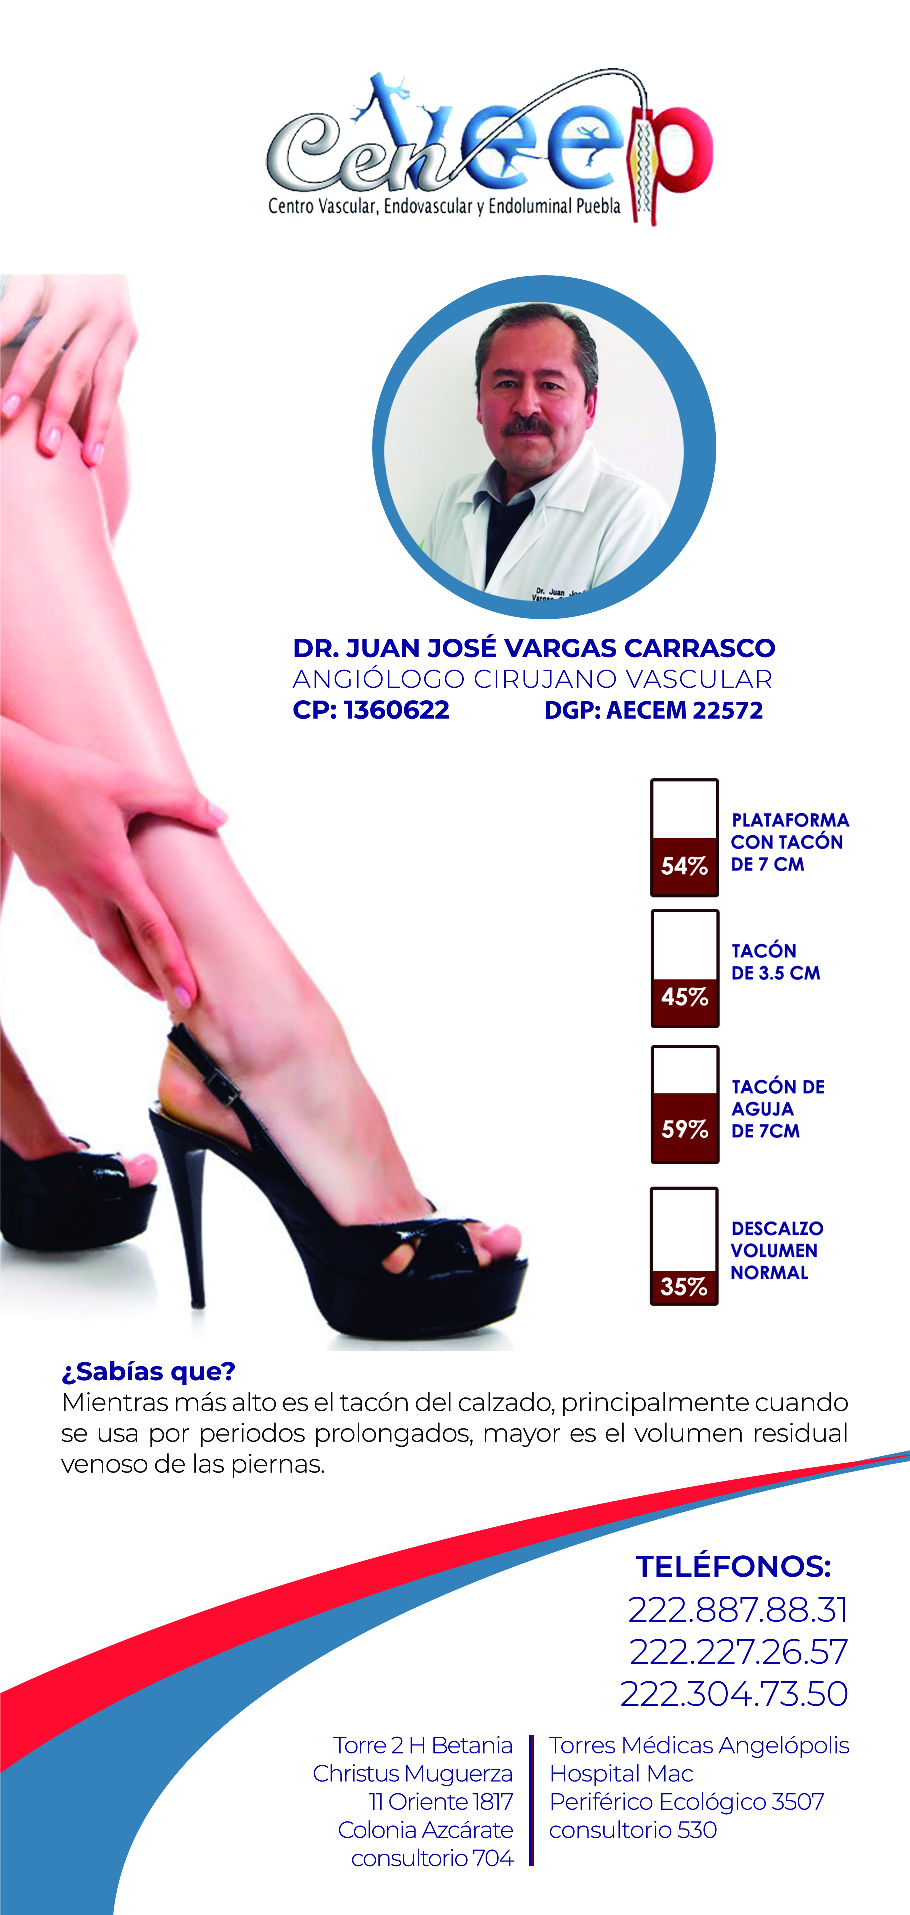 Cenveep
Centro Vascular, Endovascular y Endoluminal Puebla
Dr. Juan José
Vargas
DR. JUAN JOSÉ VARGAS CARRASCO
ANGIÓLOGO CIRUJANO VASCULAR
CP: 1360622 DGP: AECEM 22572
54%
PLATAFORMA
CON TACÓN
DE 7 CM
45%
TACÓN
DE 3.5 CM
59%
TACÓN DE
AGUJA
DE 7CM
35%
DESCALZO
VOLUMEN
NORMAL
¿Sabías que?
Mientras más alto es el tacón del calzado, principalmente cuando
se usa por periodos prolongados, mayor es el volumen residual
venoso de las piernas.
TELÉFONOS:
222.887.88.31
222.227.26.57
222.304.73.50
Torre 2 H Betania
Christus Muguerza
11 Oriente 1817
Colonia Azcárate
consultorio 704
Torres Médicas Angelópolis
Hospital Mac
Periférico Ecológico 3507
consultorio 530